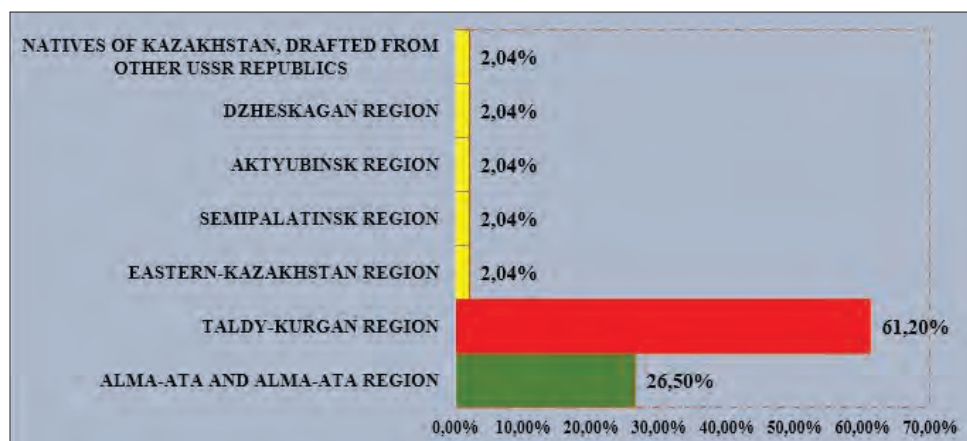 NATIVES OF KAZAKHSTAN, DRAFTED FROM
OTHER USSR REPUBLICS
2,04%
DZHESKAGAN REGION
2,04%
AKTYUBINSK REGION
2,04%
SEMIPALATINSK REGION
2,04%
EASTERN-KAZAKHSTAN REGION
2,04%
TALDY-KURGAN REGION
61,20%
ALMA-ATA AND ALMA-ATA REGION
26,50%
0,00% 10,00% 20,00% 30,00% 40,00% 50,00% 60,00% 70,00%